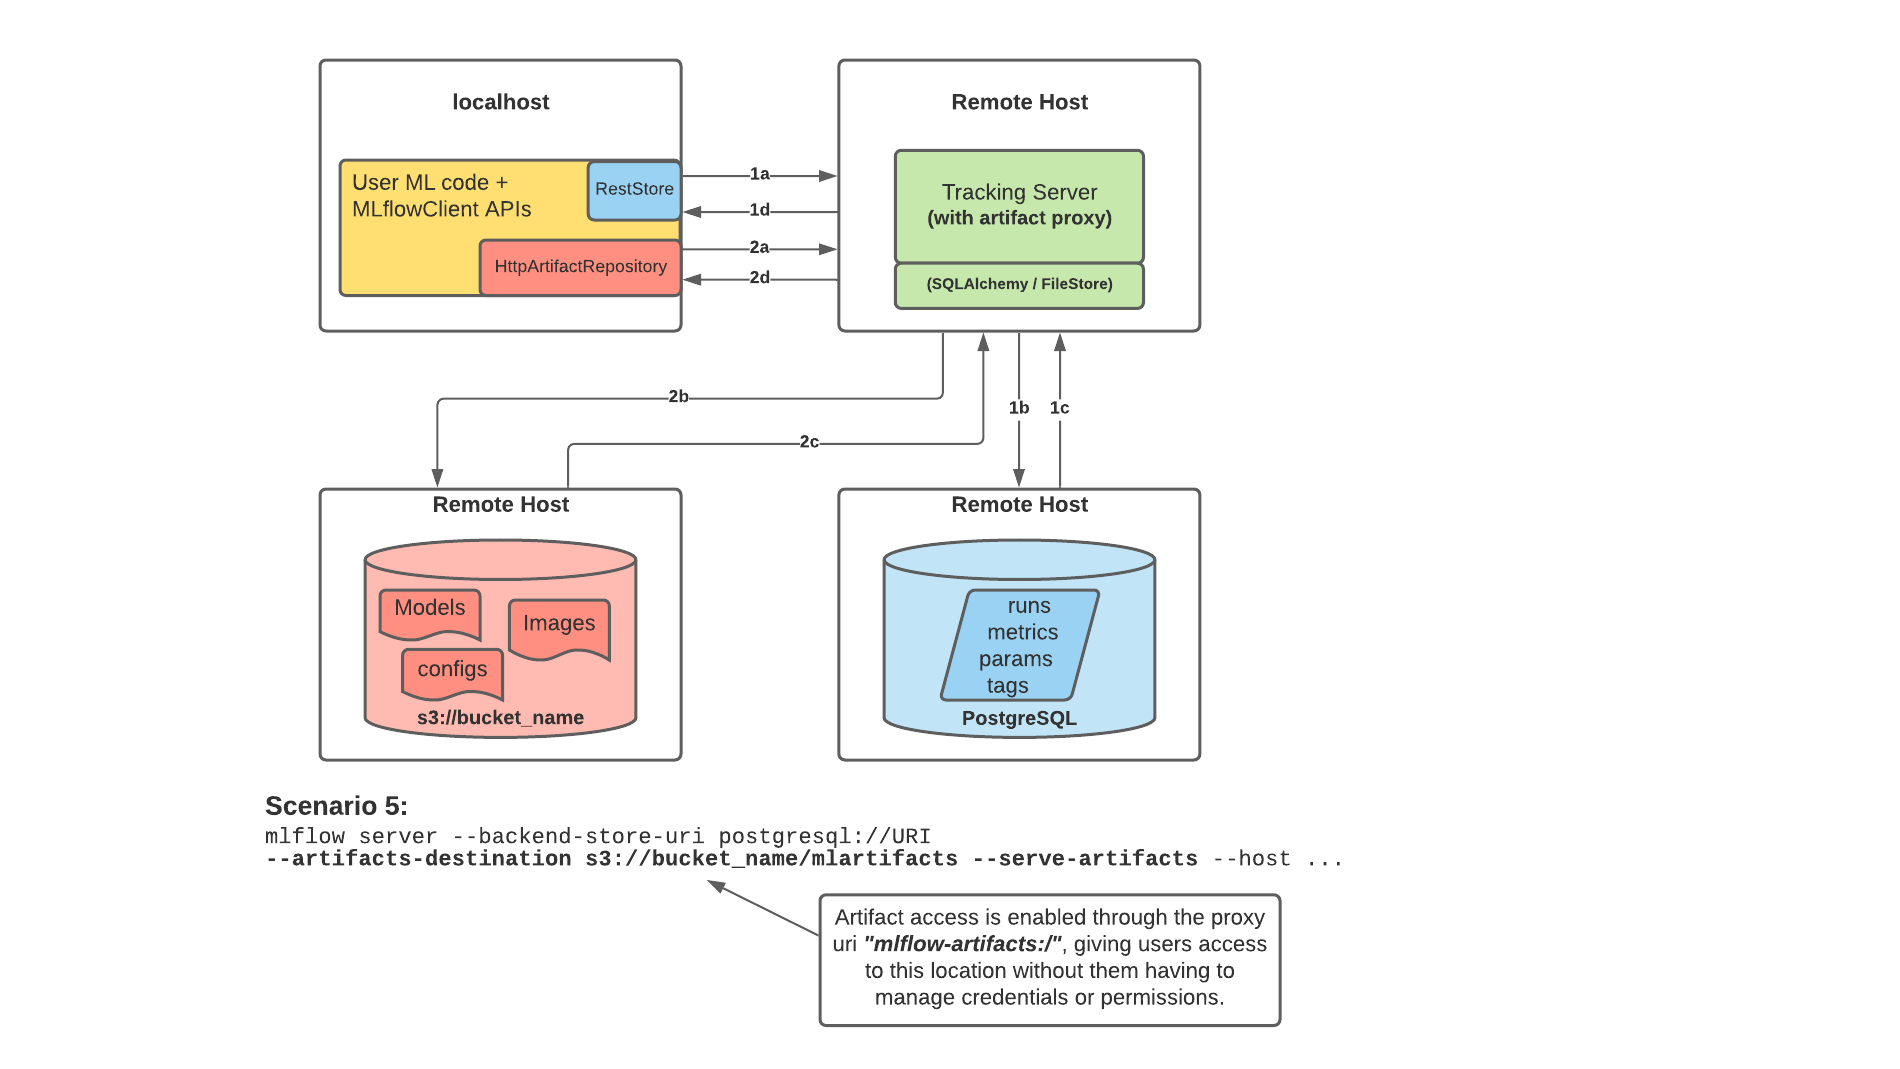 localhost
User ML code +
MLflowClient APIs
RestStore
HttpArtifactRepository
1a
1d
2a
2d
Remote Host
Tracking Server
(with artifact proxy)
(SQLAlchemy / FileStore)
2b
2c
1b
1c
Remote Host
Models
Images
configs
s3://bucket_name
Remote Host
runs
metrics
params
tags
PostgreSQL
Scenario 5:
mlflow server --backend-store-uri postgresql://URI
--artifacts-destination s3://bucket_name/mlartifacts --serve-artifacts --host ...
Artifact access is enabled through the proxy
uri "mlflow-artifacts:/", giving users access
to this location without them having to
manage credentials or permissions.